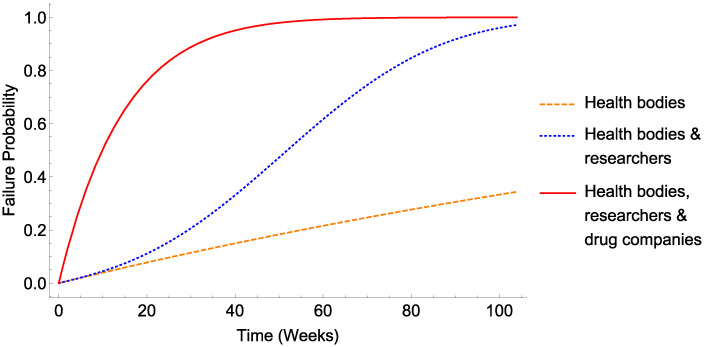 1.0
0.8
0.6
0.4
0.2
0.0
Failure Probability
0 20 40 60 80 100
Time (Weeks)
Health bodies
Health bodies &
researchers
Health bodies,
researchers &
drug companies